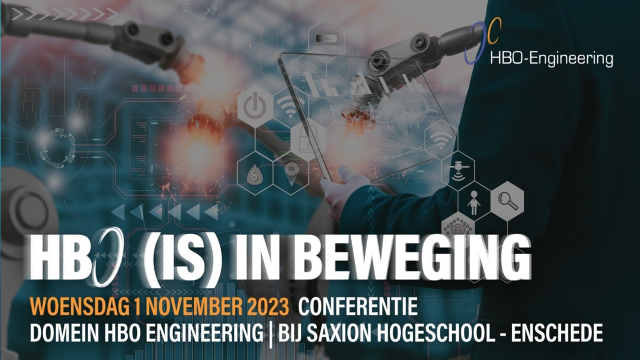 HBO-Engineering
HBO (IS) IN BEWEGING
WOENSDAG 1 NOVEMBER 2023 CONFERENTIE
DOMEIN HBO ENGINEERING | BIJ SAXION HOGESCHOOL - ENSCHEDE